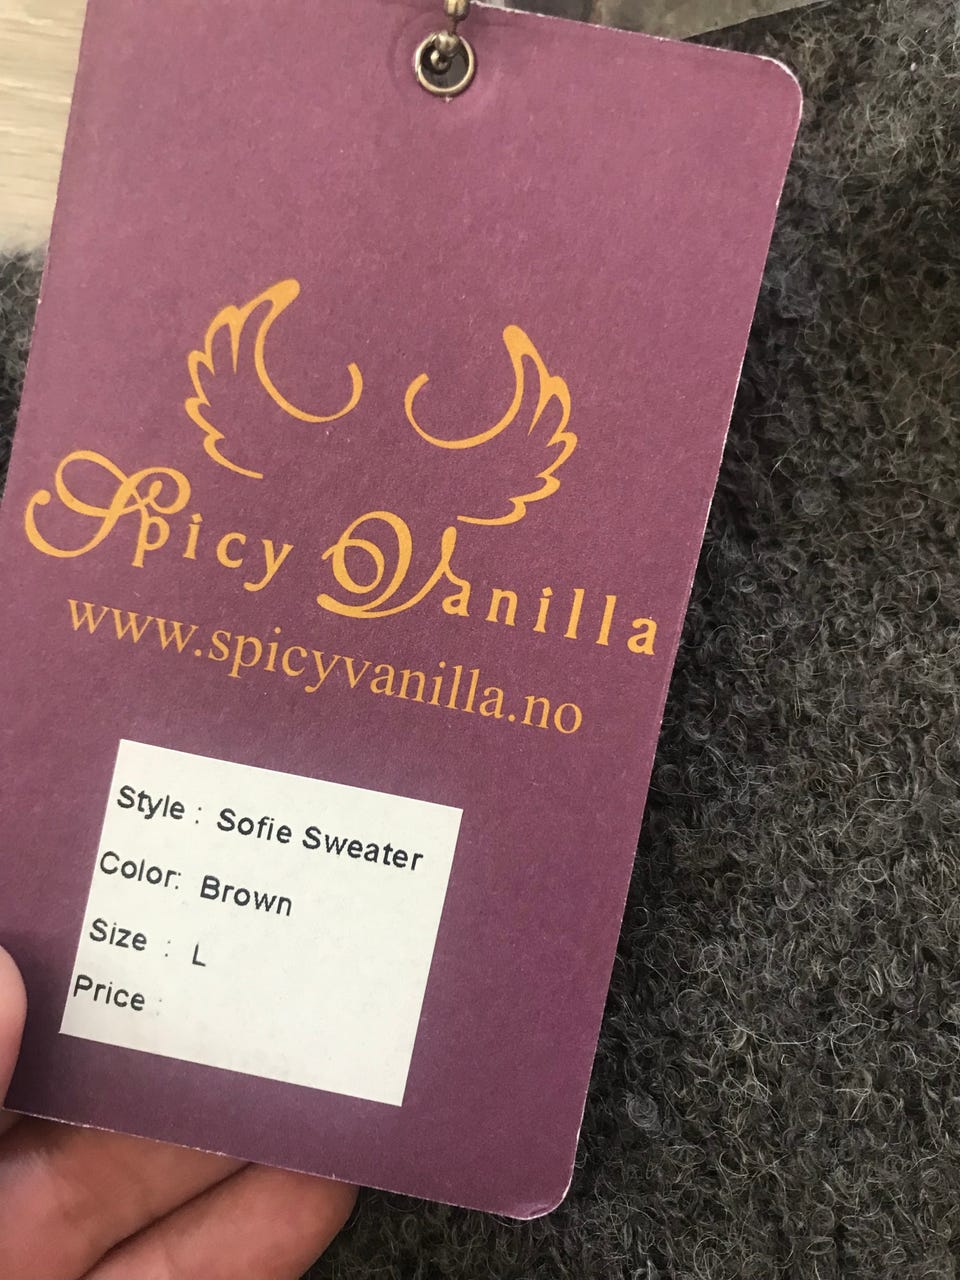 Spicy Vanilla
www.spicyvanilla.no
Style : Sofie Sweater
Color: Brown
Size : L
Price :